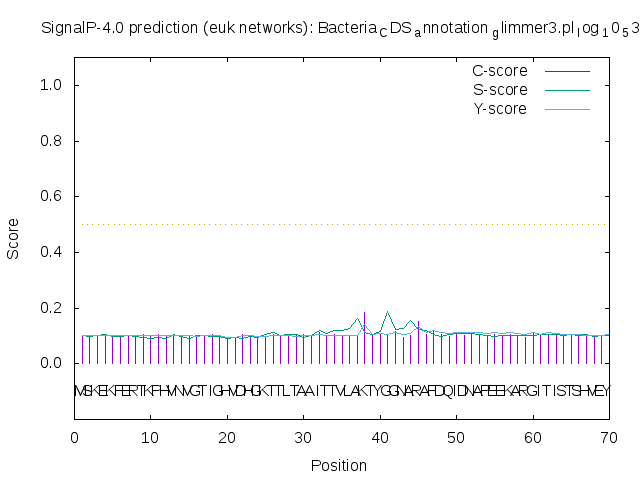 SignalP-4.0 prediction (euk networks): Bacteria_CDS_annotation_glimmer3.pl_log_10_53
C-score
S-score
Y-score
1.0
0.8
0.6
0.4
0.2
0.0
Score
MSKEKFERTKPHVNVGTIGHVDHGKTTLTAAITTVLAKTYGGNARAFDQIDNAPEEKARGITISTSHVEY
0 10 20 30 40 50 60 70
Position